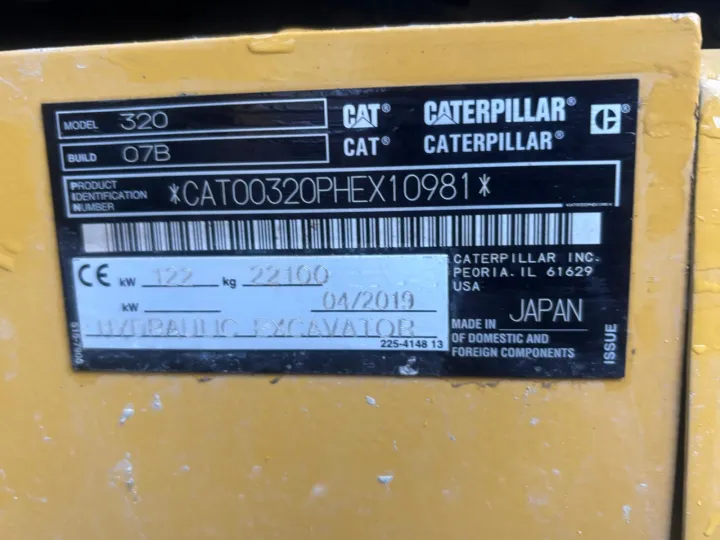 MODEL 320
CAT® CATERPILLAR®
BUILD 07B
CAT® CATERPILLAR®
PRODUCT IDENTIFICATION NUMBER *CAT00320PHEX10981*
CATERPILLAR INC.
PEORIA. IL 61629
USA
CE kW 122 kg 22100
kW 04/2019
HYDRAULIC EXCAVATOR
225-4148 13
MADE IN JAPAN
OF DOMESTIC AND
FOREIGN COMPONENTS
ISSUE